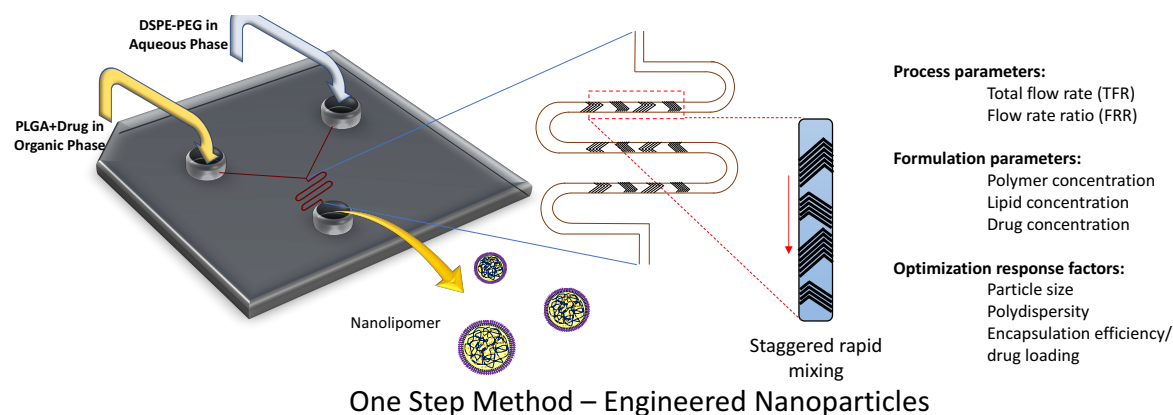 DSPE-PEG in
Aqueous Phase
PLGA+Drug in
Organic Phase
Nanolipomer
Staggered rapid
mixing
Process parameters:
Total flow rate (TFR)
Flow rate ratio (FRR)
Formulation parameters:
Polymer concentration
Lipid concentration
Drug concentration
Optimization response factors:
Particle size
Polydispersity
Encapsulation efficiency/
drug loading
One Step Method – Engineered Nanoparticles